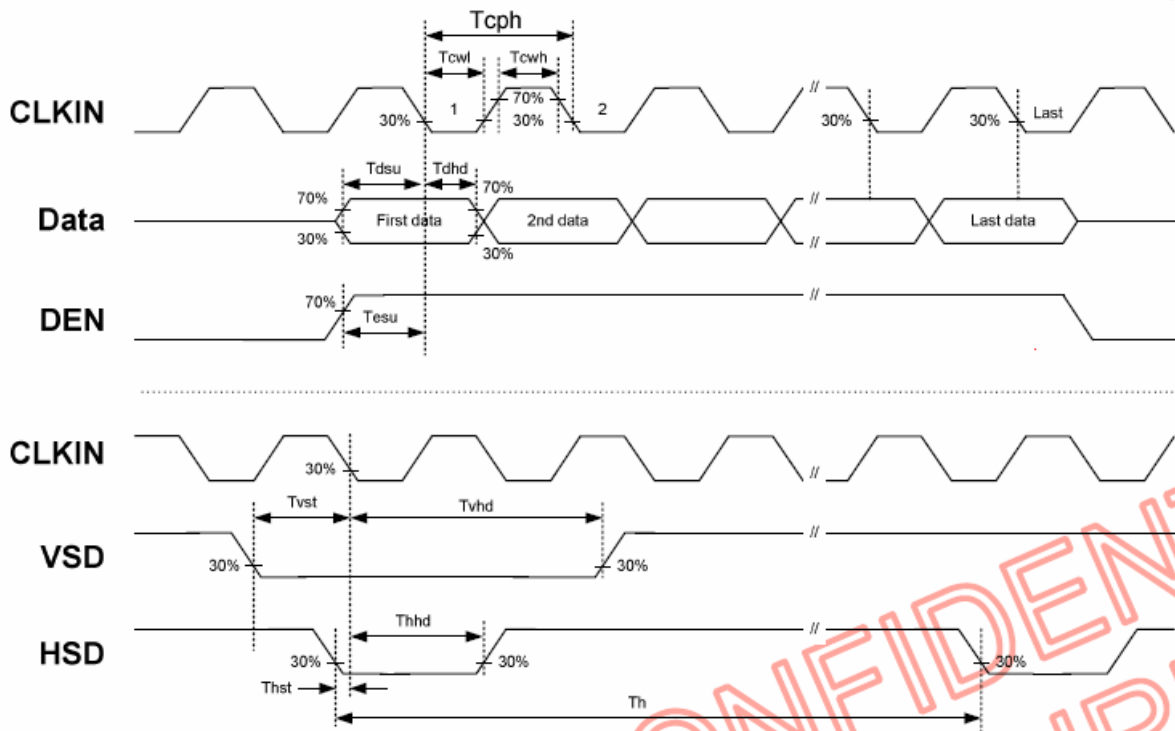 Tcph
Tcwl Tcwh
CLKIN 30% 1 70% 30% 2 // 30% 30% Last
Tdsu Tdhd
70% 70%
Data First data 2nd data // Last data
30% 30%
DEN 70% //
Tesu
CLKIN 30% //
Tvst Tvhd
VSD 30% 30% //
Thhd
HSD 30% 30% // 30%
Thst
Th